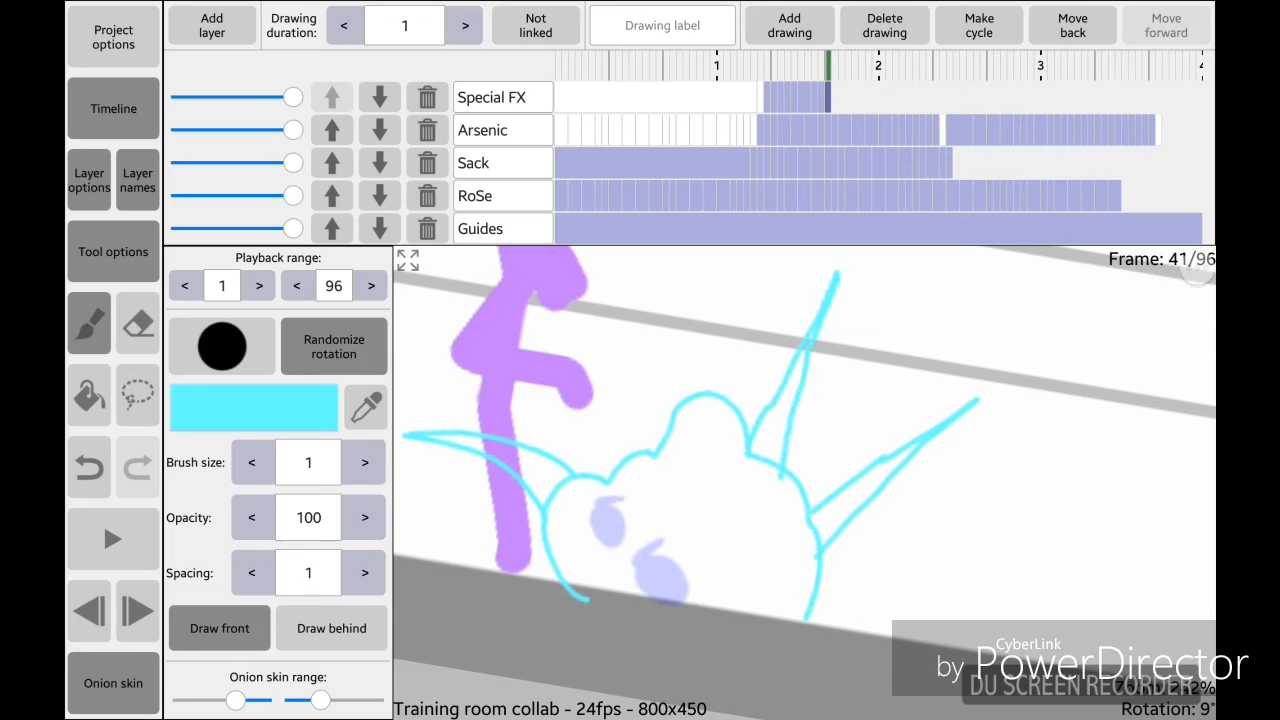 Project options
Add layer
Drawing duration:
<
1
>
Not linked
Drawing label
Add drawing
Delete drawing
Make cycle
Move back
Move forward
Timeline
1
2
3
4
Special FX
Arsenic
Layer options
Layer names
Sack
RoSe
Guides
Tool options
Playback range:
Frame: 41/96
<
1
>
<
96
>
Randomize rotation
Brush size:
<
1
>
Opacity:
<
100
>
Spacing:
<
1
>
Draw front
Draw behind
Onion skin
Onion skin range:
CyberLink
by PowerDirector
DU SCREEN RECORDER
Training room collab - 24fps - 800x450
Rotation: 9°